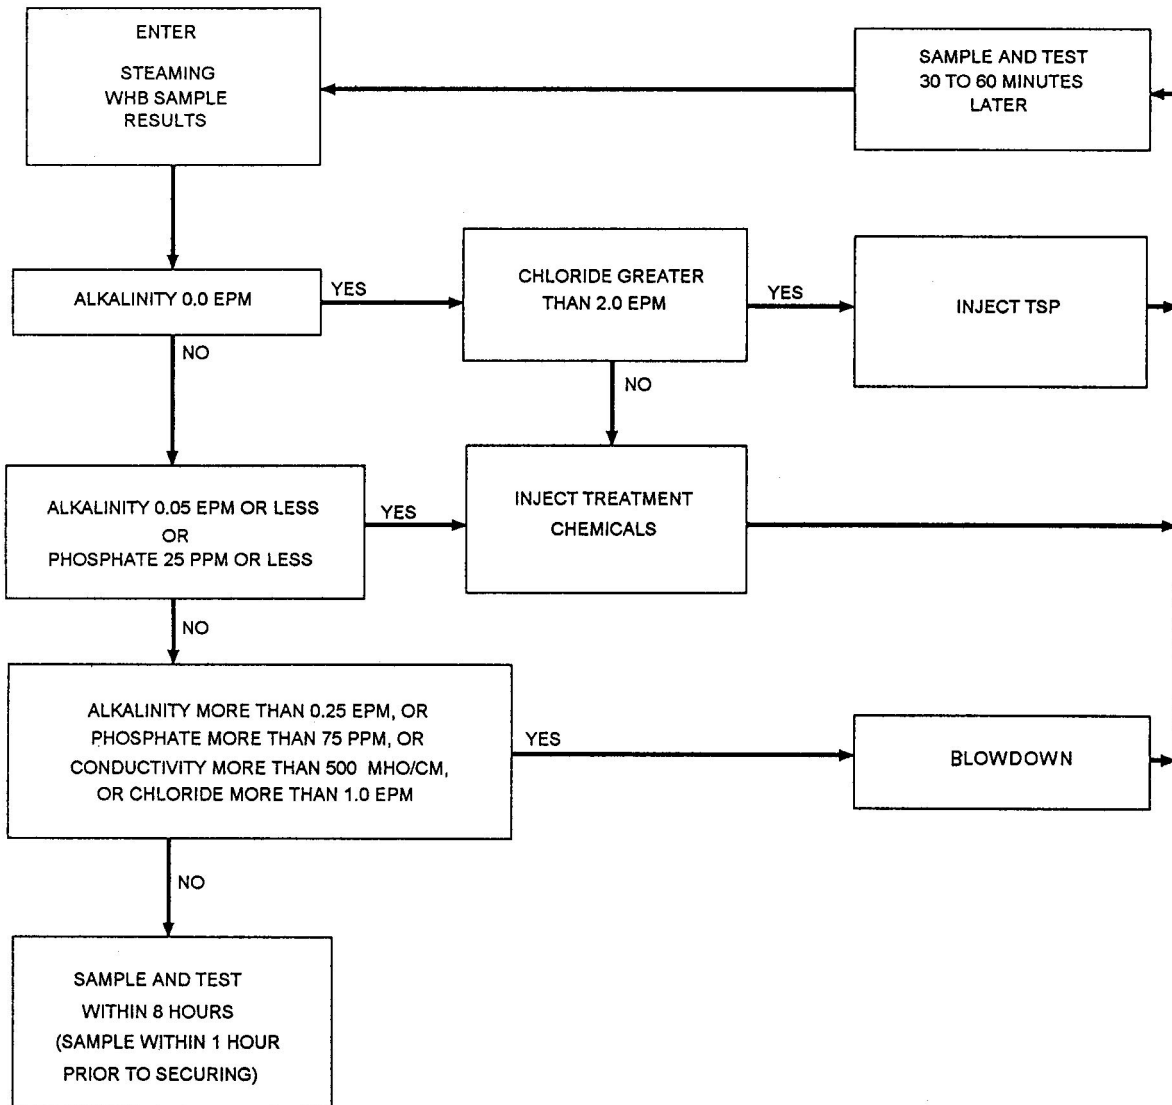 ENTER
STEAMING
WHB SAMPLE
RESULTS
SAMPLE AND TEST
30 TO 60 MINUTES
LATER
ALKALINITY 0.0 EPM
YES
CHLORIDE GREATER
THAN 2.0 EPM
YES
INJECT TSP
NO
NO
ALKALINITY 0.05 EPM OR LESS
OR
PHOSPHATE 25 PPM OR LESS
YES
INJECT TREATMENT
CHEMICALS
NO
ALKALINITY MORE THAN 0.25 EPM, OR
PHOSPHATE MORE THAN 75 PPM, OR
CONDUCTIVITY MORE THAN 500 MHO/CM,
OR CHLORIDE MORE THAN 1.0 EPM
YES
BLOWDOWN
NO
SAMPLE AND TEST
WITHIN 8 HOURS
(SAMPLE WITHIN 1 HOUR
PRIOR TO SECURING)